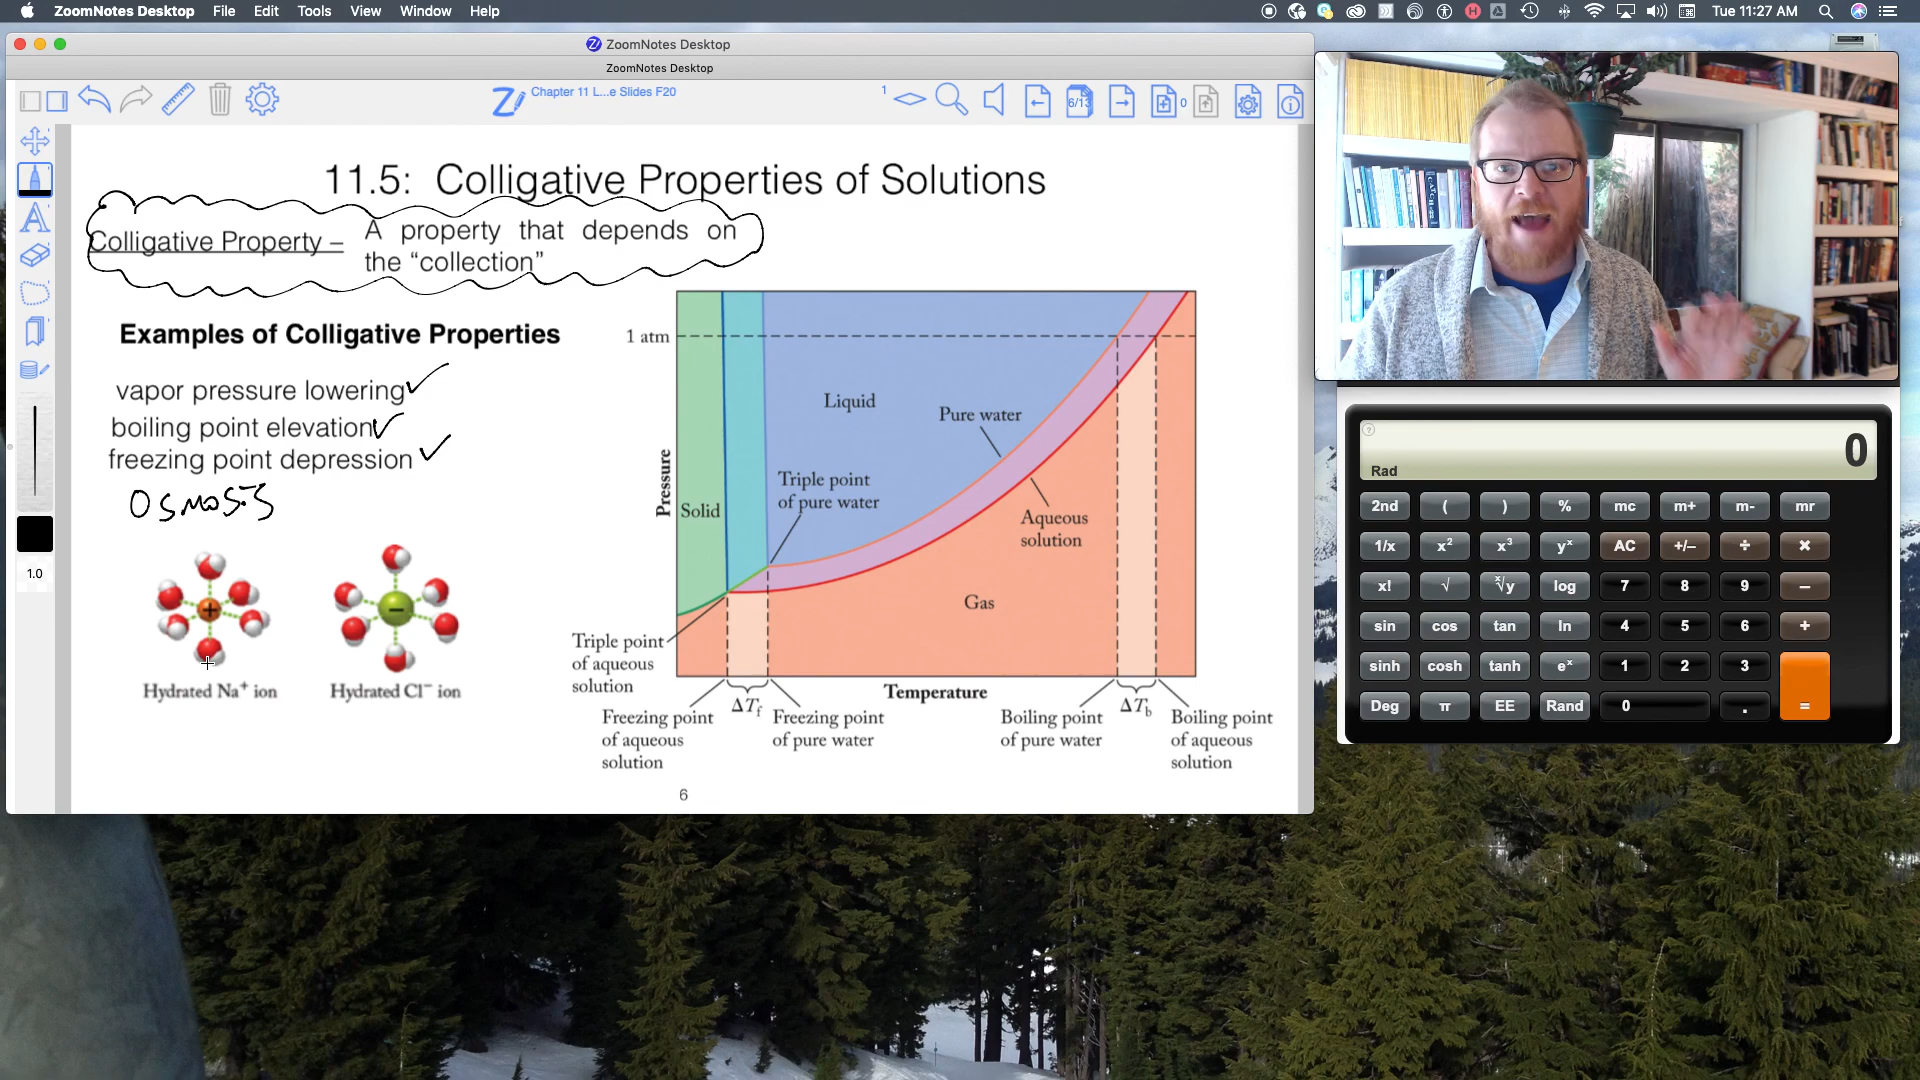 ZoomNotes Desktop File Edit Tools View Window Help
Tue 11:27 AM
ZoomNotes Desktop
ZoomNotes Desktop
Chapter 11 L...e Slides F20
1
6/13
0
11.5: Colligative Properties of Solutions
Colligative Property –
A property that depends on
the “collection”
Examples of Colligative Properties
vapor pressure lowering
boiling point elevation
freezing point depression
osmosis
1.0
Hydrated Na⁺ ion
Hydrated Cl⁻ ion
1 atm
Pressure
Solid
Liquid
Pure water
Triple point
of pure water
Aqueous
solution
Gas
Triple point
of aqueous
solution
Temperature
ΔTf
ΔTb
Freezing point
of aqueous
solution
Freezing point
of pure water
Boiling point
of pure water
Boiling point
of aqueous
solution
6
CATCH-22
0
Rad
2nd ( ) % mc m+ m- mr
1/x x² x³ yˣ AC +/– ÷ ×
x! √ ˣ√y log 7 8 9 –
sin cos tan ln 4 5 6 +
sinh cosh tanh eˣ 1 2 3
Deg π EE Rand 0 . =